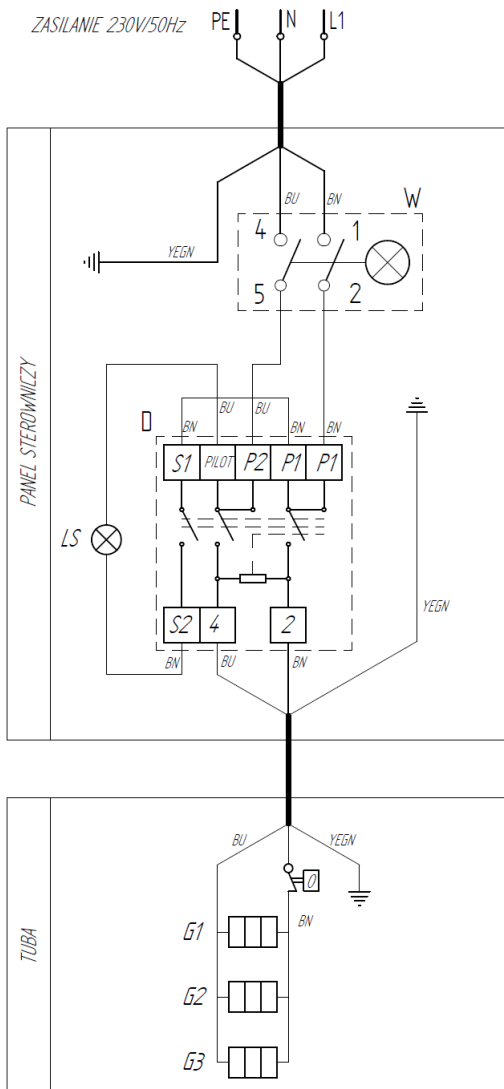 ZASILANIE 230V/50Hz PE N L1
BU BN W
4 1
YEGN
5 2
PANEL STEROWNICZY
D BN BU BU BN BN
S1 PILOT P2 P1 P1
LS
YEGN
S2 4 2
BN BU BN
TUBA
BU YEGN
0
G1 BN
G2
G3